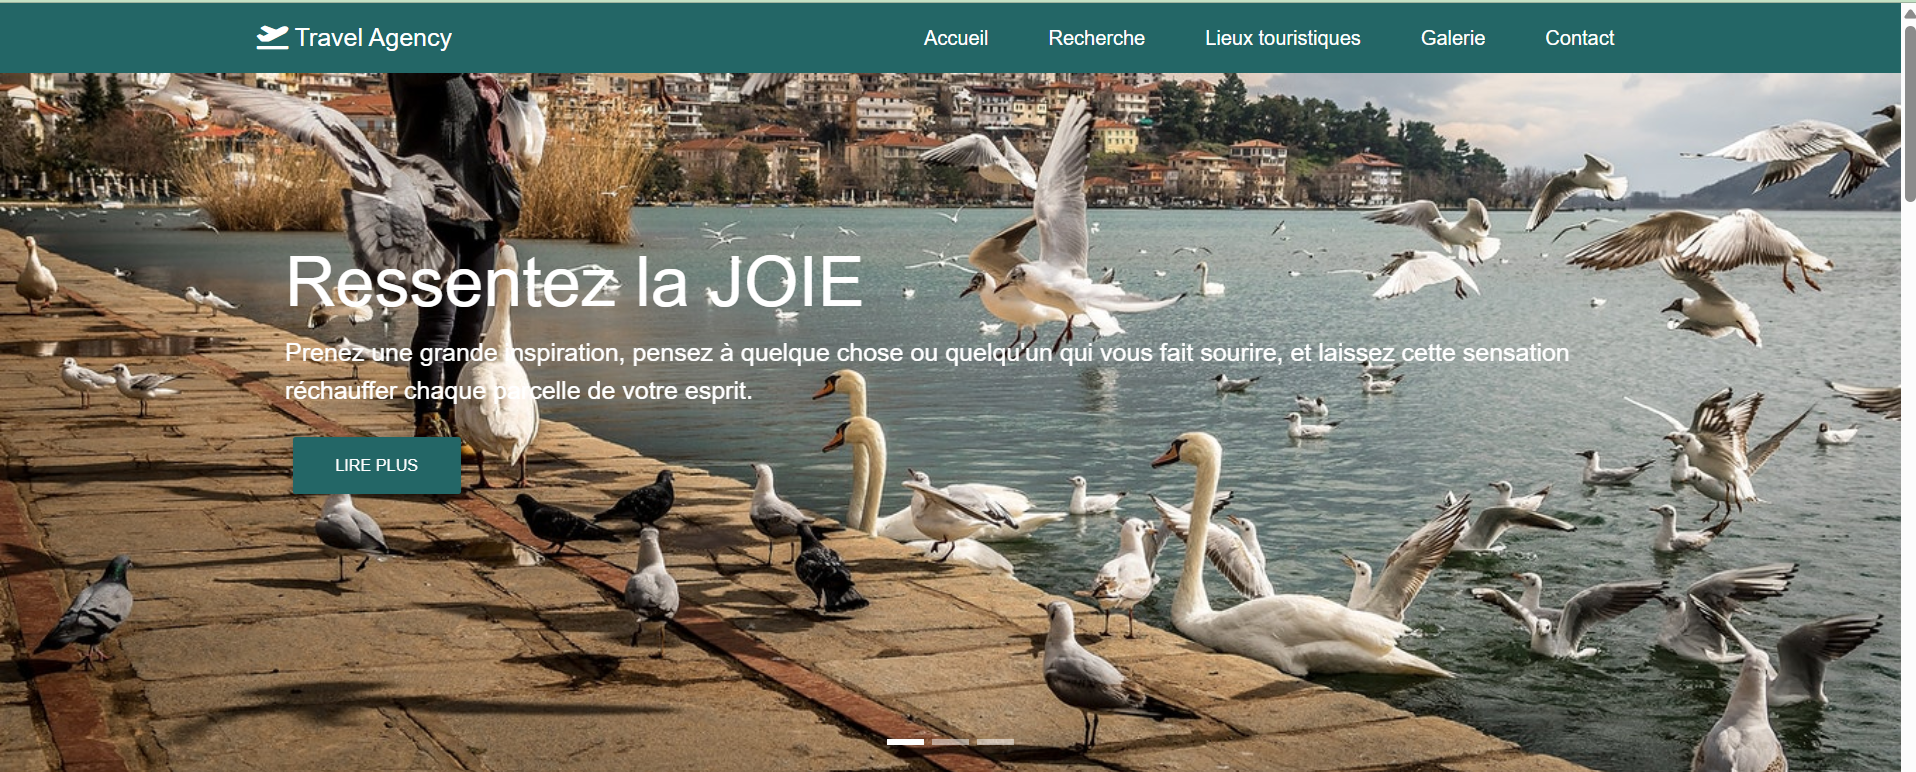 Travel Agency
Accueil
Recherche
Lieux touristiques
Galerie
Contact
Ressentez la JOIE
Prenez une grande inspiration, pensez à quelque chose ou quelqu'un qui vous fait sourire, et laissez cette sensation
réchauffer chaque parcelle de votre esprit.
LIRE PLUS